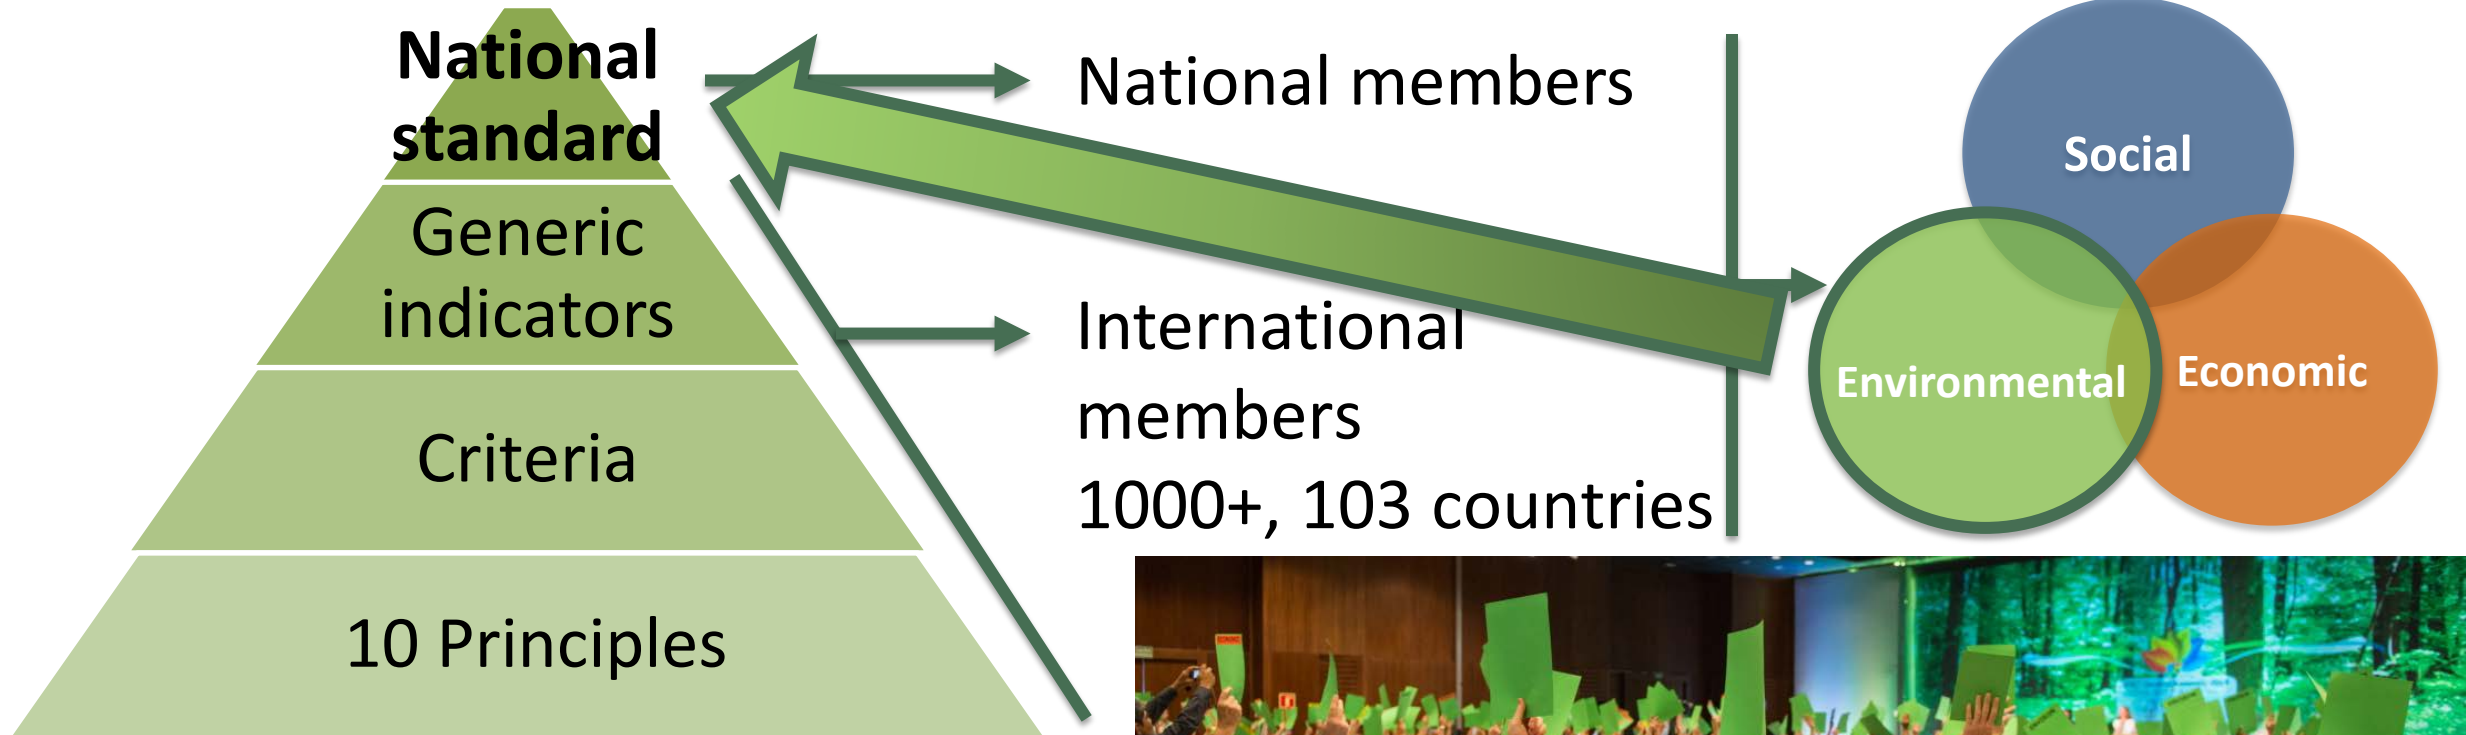 National
standard
Generic
indicators
Criteria
10 Principles
National members
International
members
1000+, 103 countries
Social
Environmental
Economic